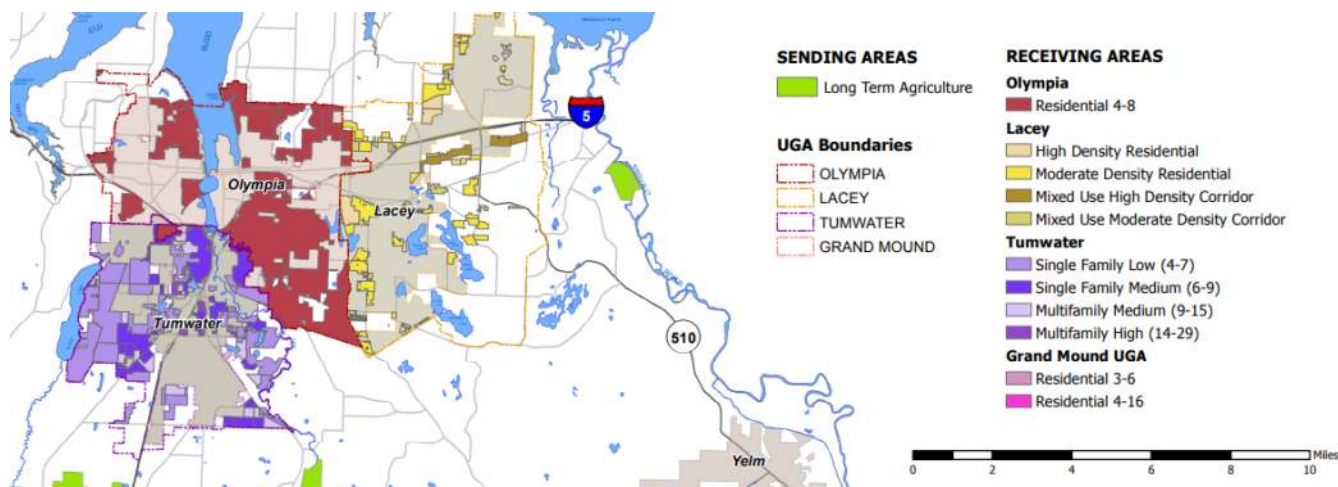 Olympia
Lacey
Tumwater
5
510
Yelm
SENDING AREAS
Long Term Agriculture
UGA Boundaries
OLYMPIA
LACEY
TUMWATER
GRAND MOUND
RECEIVING AREAS
Olympia
Residential 4-8
Lacey
High Density Residential
Moderate Density Residential
Mixed Use High Density Corridor
Mixed Use Moderate Density Corridor
Tumwater
Single Family Low (4-7)
Single Family Medium (6-9)
Multifamily Medium (9-15)
Multifamily High (14-29)
Grand Mound UGA
Residential 3-6
Residential 4-16
Miles
0 2 4 6 8 10